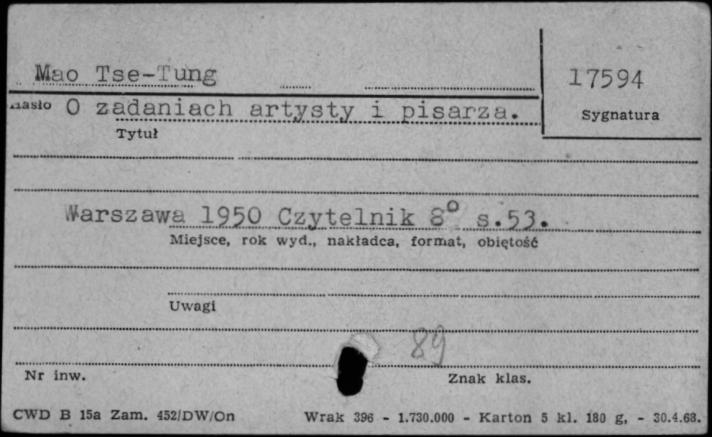 Mao Tse-Tung
17594
Hasło O zadaniach artysty i pisarza.
Sygnatura
Tytuł
Warszawa 1950 Czytelnik 8° s.53.
Miejsce, rok wyd., nakładca, format, obiętość
Uwagi
89
Nr inw.
Znak klas.
CWD B 15a Zam. 452/DW/On
Wrak 396 - 1.730.000 - Karton 5 kl. 180 g, - 30.4.63.